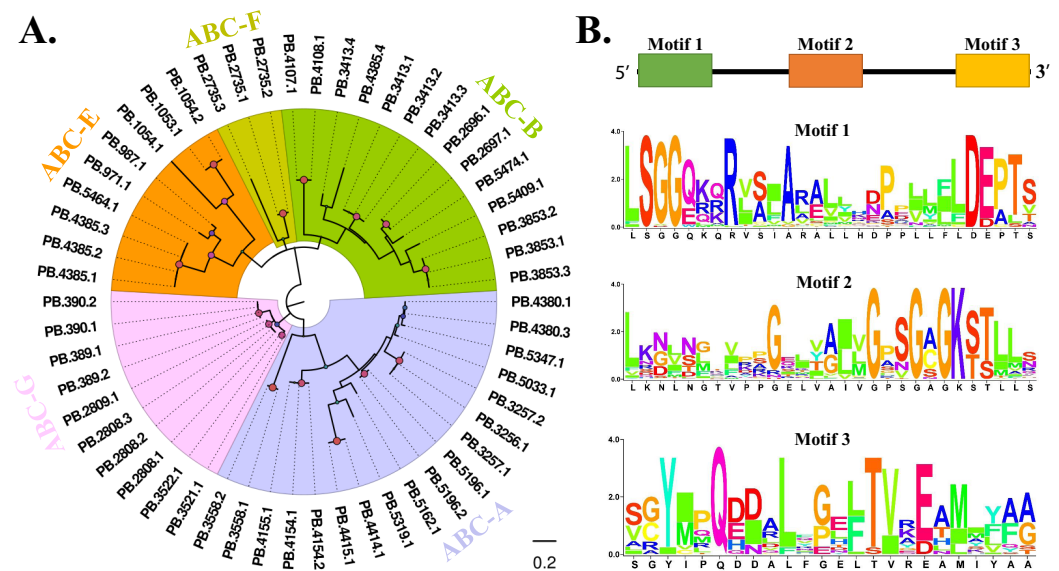 A.
ABC-F
ABC-B
ABC-E
ABC-G
ABC-A
PB.4107.1
PB.4108.1
PB.3413.4
PB.4385.4
PB.3413.1
PB.3413.2
PB.3413.3
PB.2696.1
PB.2697.1
PB.5474.1
PB.5409.1
PB.3853.2
PB.3853.1
PB.3853.3
PB.4380.1
PB.4380.3
PB.5347.1
PB.5033.1
PB.3257.2
PB.3256.1
PB.3257.1
PB.5196.1
PB.5196.2
PB.5162.1
PB.5319.1
PB.4414.1
PB.4415.1
PB.4154.2
PB.4154.1
PB.4155.1
PB.3558.1
PB.3558.2
PB.3521.1
PB.3522.1
PB.2808.1
PB.2808.2
PB.2808.3
PB.2809.1
PB.389.2
PB.389.1
PB.390.1
PB.390.2
PB.4385.1
PB.4385.2
PB.4385.3
PB.5464.1
PB.971.1
PB.987.1
PB.1054.1
PB.1053.1
PB.1054.2
PB.2735.3
PB.2735.1
PB.2735.2
0.2
B.
Motif 1 Motif 2 Motif 3
5′ 3′
Motif 1
4.0
2.0
0.0
L S G G Q K Q R V S I A R A L L H D P P L L F L D E P T S
Motif 2
4.0
2.0
0.0
L K N L N G T V P P G E L V A L V G P S G A G K S T L L S
Motif 3
4.0
2.0
0.0
S G Y I P Q D D A L F G E L T V R E A M I Y A A